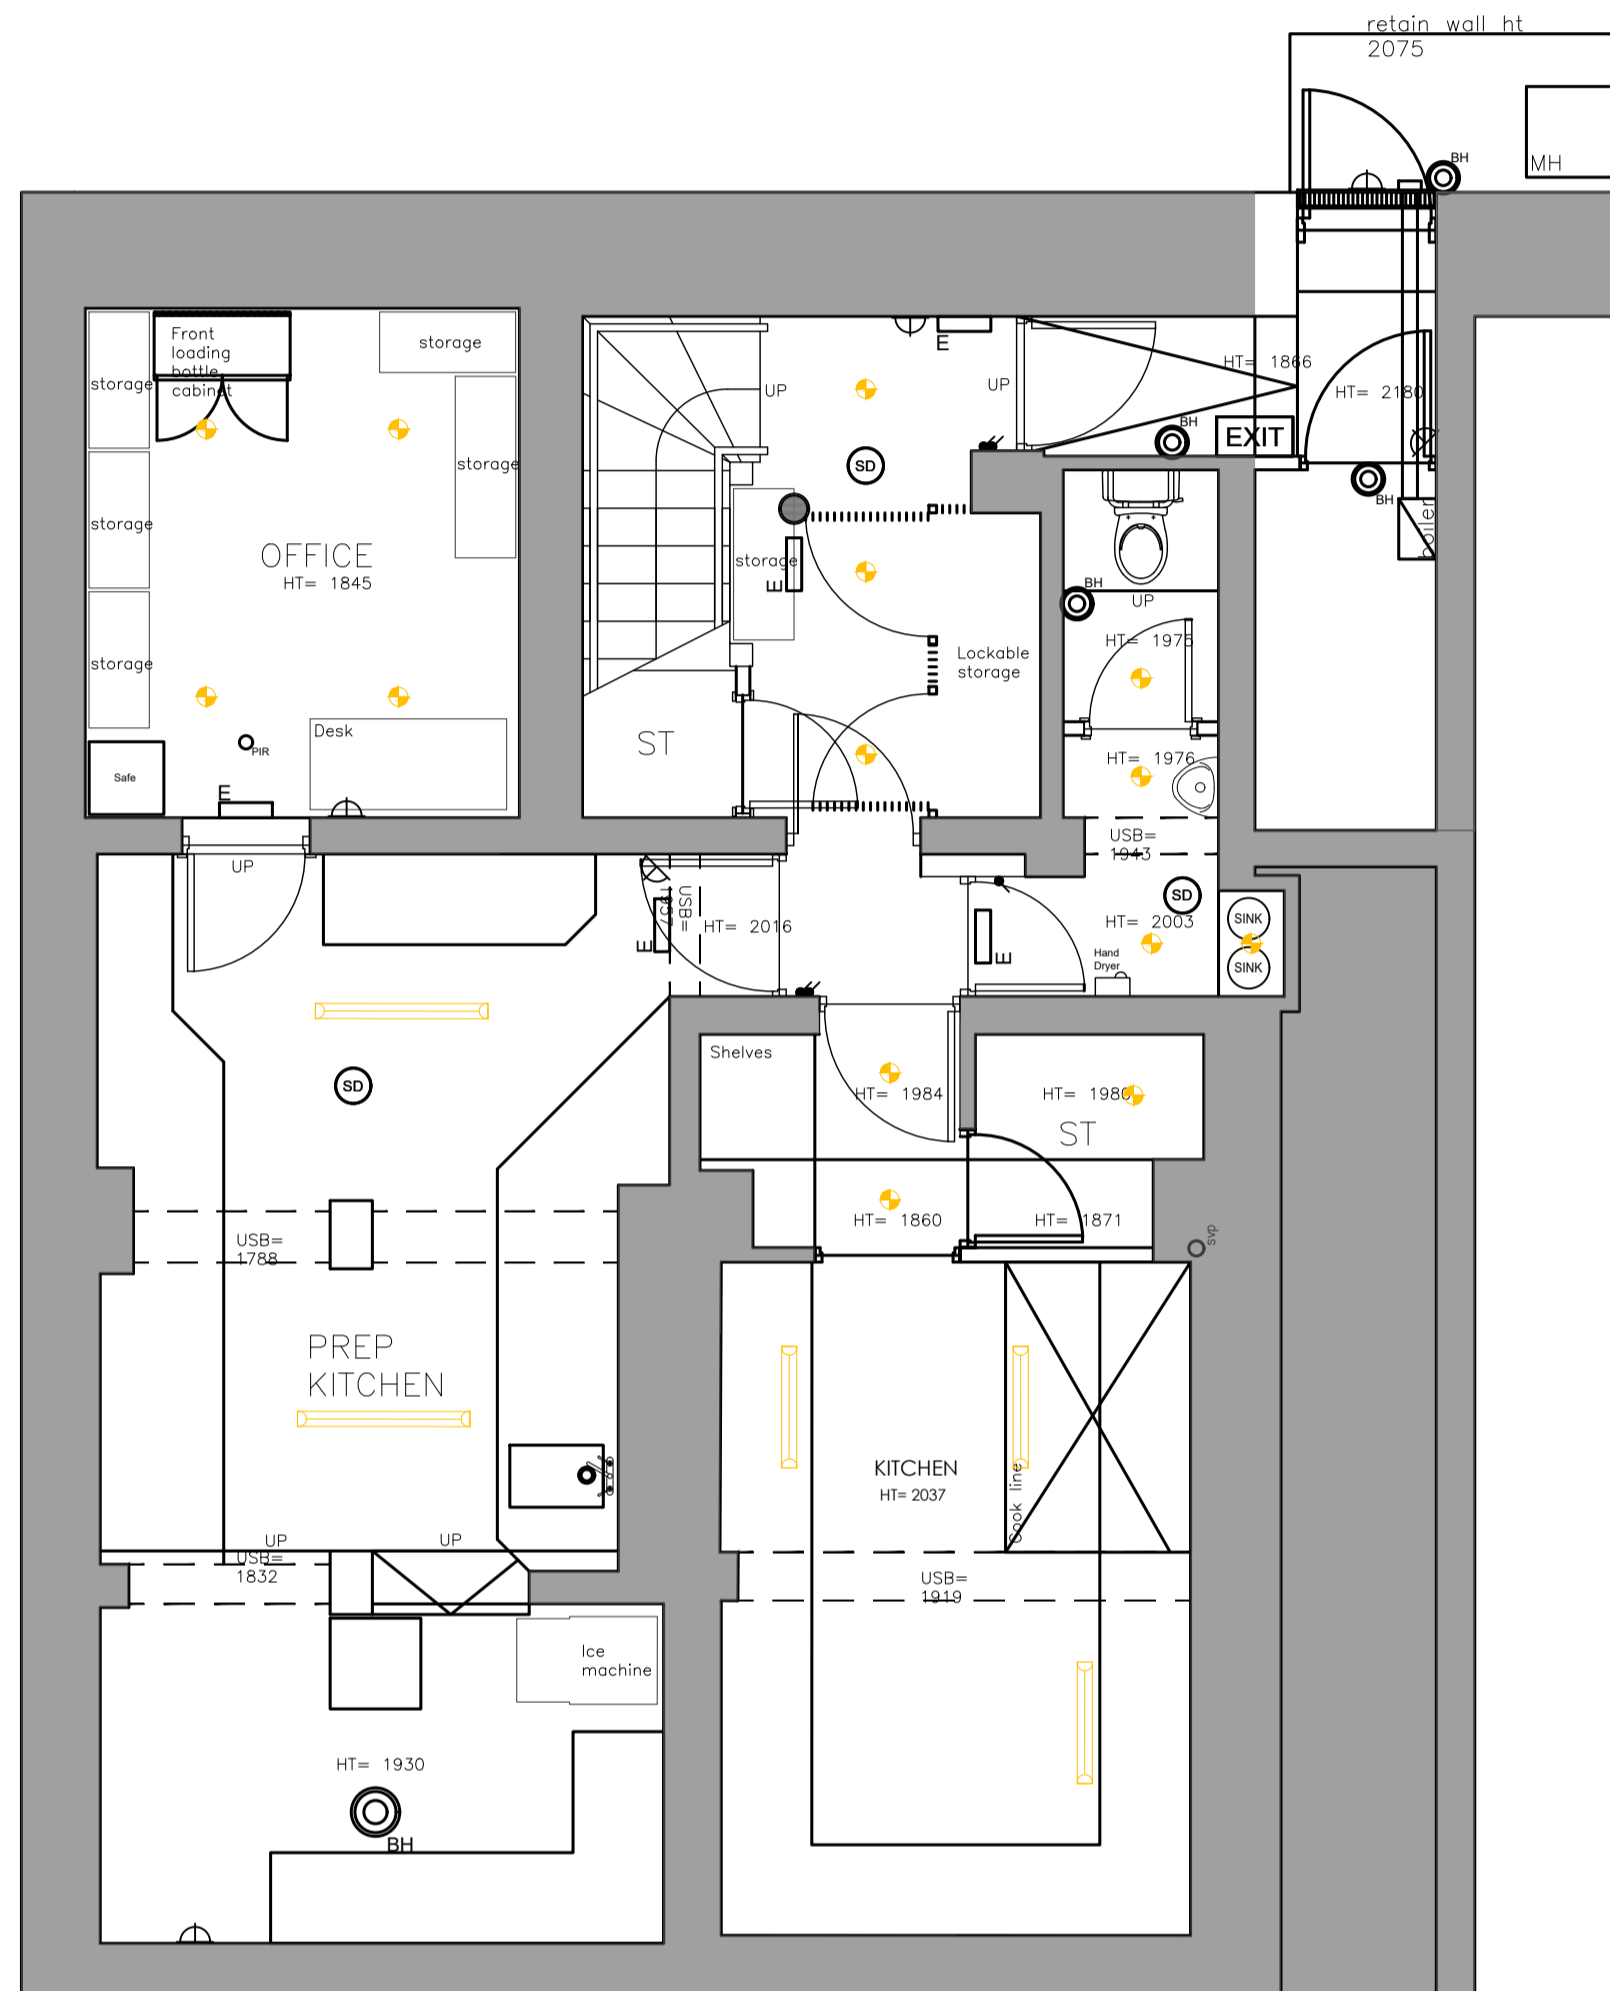 retain wall ht
2075
BH
MH
Front
loading
bottle
cabinet
storage
storage
storage
UP
E
UP
HT= 1866
HT= 2180
BH
EXIT
SD
BH
boiler
storage
storage
OFFICE
HT= 1845
storage
E
BH
UP
HT= 1975
Lockable
storage
storage
Desk
PIR
Safe
E
ST
HT= 1976
USB=
1943
UP
USB=
1957
HT= 2016
E
SD
HT= 2003
E
Hand
Dryer
SINK
SINK
Shelves
SD
HT= 1984
HT= 1980
ST
HT= 1860
HT= 1871
svp
USB=
1788
PREP
KITCHEN
KITCHEN
HT= 2037
Cook line
UP
UP
USB=
1832
USB=
1919
Ice
machine
HT= 1930
BH